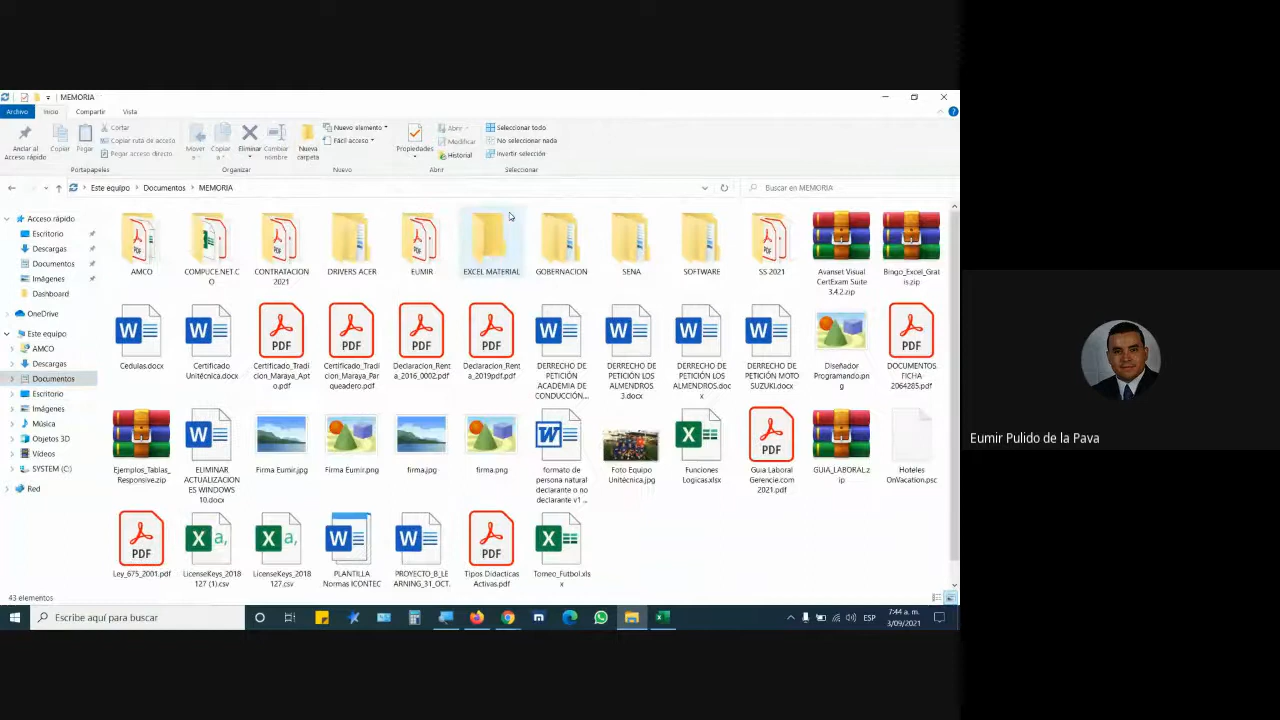 MEMORIA
Archivo Inicio Compartir Vista
Anclar al
Acceso rápido
Copiar
Pegar
Cortar
Copiar ruta de acceso
Pegar acceso directo
Portapapeles
Mover
a
Copiar
a
Eliminar
Cambiar
nombre
Organizar
Nueva
carpeta
Nuevo elemento
Fácil acceso
Nuevo
Propiedades
Abrir
Modificar
Historial
Abrir
Seleccionar todo
No seleccionar nada
Invertir selección
Seleccionar
Este equipo > Documentos > MEMORIA
Buscar en MEMORIA
Acceso rápido
Escritorio
Descargas
Documentos
Imágenes
Dashboard
OneDrive
Este equipo
AMCO
Descargas
Documentos
Escritorio
Imágenes
Música
Objetos 3D
Vídeos
SYSTEM (C:)
Red
AMCO
COMPUCE.NET.C
O
CONTRATACION
2021
DRIVERS ACER
EUMIR
EXCEL MATERIAL
GOBERNACION
SENA
SOFTWARE
SS 2021
Avanset Visual
CertExam Suite
3.4.2.zip
Bingo_Excel_Grat
is.zip
Cedulas.docx
Certificado
Unitécnica.docx
Certificado_Tradi
cion_Maraya_Apt
o.pdf
Certificado_Tradi
cion_Maraya_Par
queadero.pdf
Declaracion_Rent
a_2016_0002.pdf
Declaracion_Rent
a_2019pdf.pdf
DERRECHO DE
PETICIÓN
ACADEMIA DE
CONDUCCIÓN...
DERRECHO DE
PETICIÓN LOS
ALMENDROS
3.docx
DERRECHO DE
PETICIÓN LOS
ALMENDROS.doc
x
DERRECHO DE
PETICIÓN MOTO
SUZUKI.docx
Diseñador
Programando.pn
g
DOCUMENTOS
FICHA
2064285.pdf
Ejemplos_Tablas_
Responsive.zip
ELIMINAR
ACTUALIZACION
ES WINDOWS
10.docx
Firma Eumir.jpg
Firma Eumir.png
firma.jpg
firma.png
formato de
persona natural
declarante o no
declarante v1 ...
Foto Equipo
Unitécnica.jpg
Funciones
Logicas.xlsx
Guia Laboral
Gerencie.com
2021.pdf
GUIA_LABORAL.z
ip
Hoteles
OnVacation.psc
Ley_675_2001.pdf
LicenseKeys_2018
127 (1).csv
LicenseKeys_2018
127.csv
PLANTILLA
Normas ICONTEC
PROYECTO_B_LE
ARNING_31_OCT.
Tipos Didacticas
Activas.pdf
Torneo_Futbol.xls
x
43 elementos
Escribe aquí para buscar
ESP
7:44 a. m.
3/09/2021
Eumir Pulido de la Pava